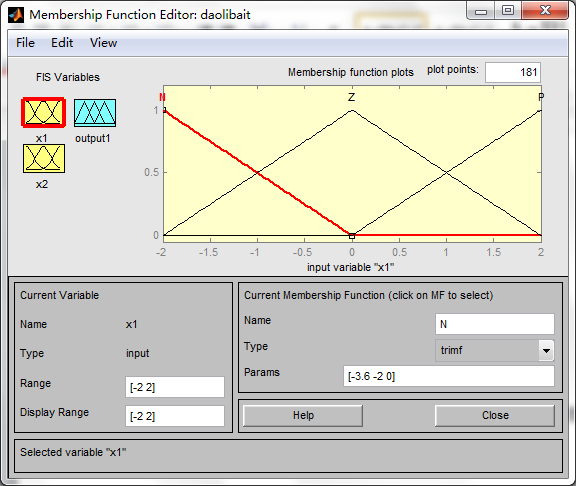 Membership Function Editor: daolibait
File Edit View
FIS Variables
Membership function plots plot points: 181
x1
output1
x2
N Z P
1
0.5
0
-2 -1.5 -1 -0.5 0 0.5 1 1.5 2
input variable "x1"
Current Variable
Name x1
Type input
Range [-2 2]
Display Range [-2 2]
Current Membership Function (click on MF to select)
Name N
Type trimf
Params [-3.6 -2 0]
Help Close
Selected variable "x1"